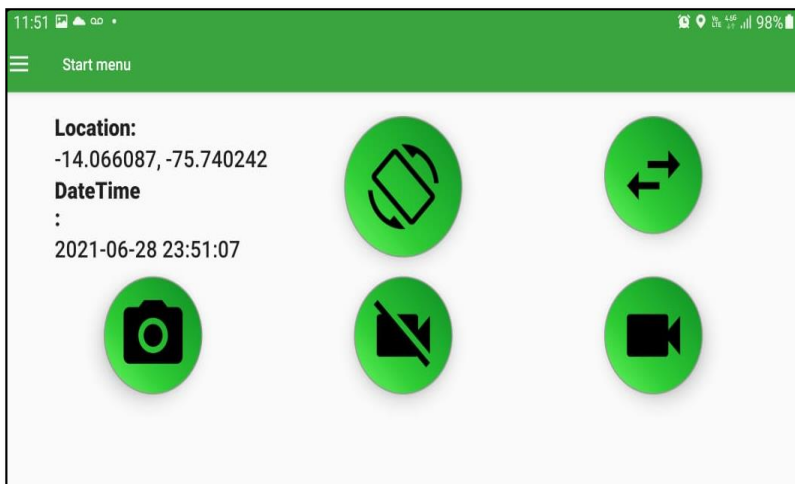 11:51 98%
Start menu
Location:
-14.066087, -75.740242
DateTime
:
2021-06-28 23:51:07